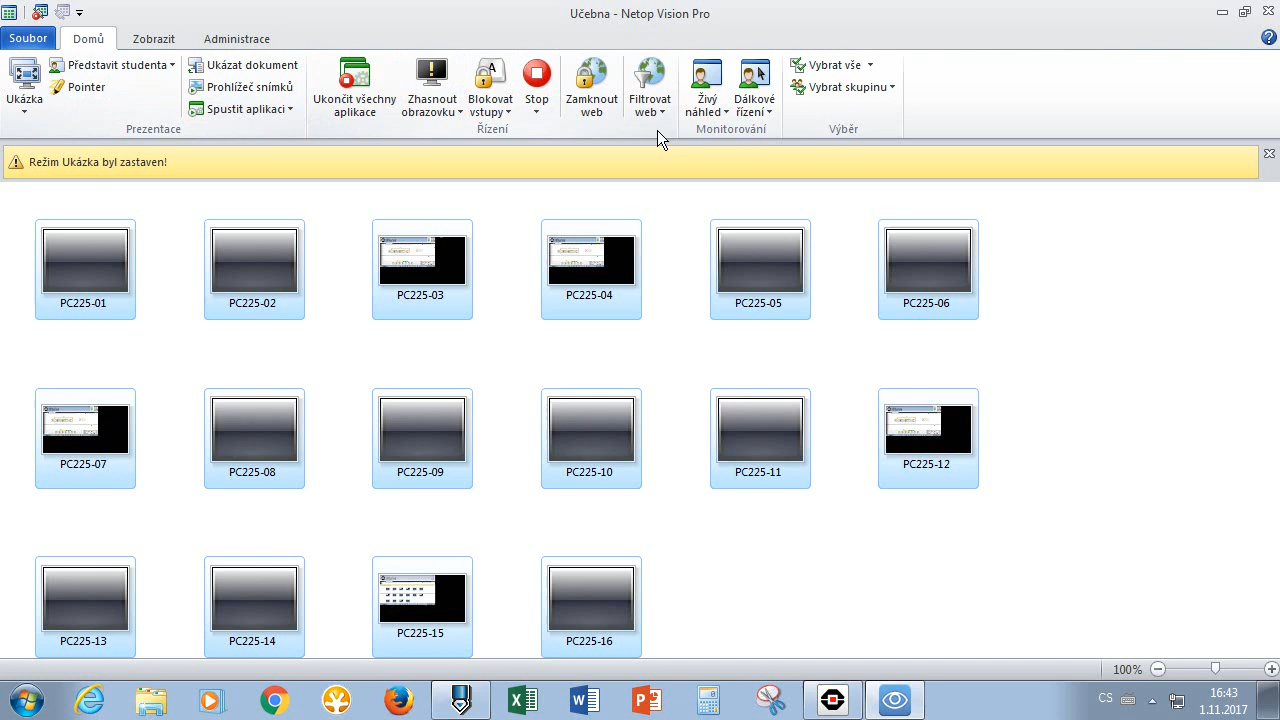 Učebna - Netop Vision Pro
Soubor
Domů
Zobrazit
Administrace
Ukázka
Představit studenta
Pointer
Ukázat dokument
Prohlížeč snímků
Spustit aplikaci
Prezentace
Ukončit všechny
aplikace
Zhasnout
obrazovku
Blokovat
vstupy
Stop
Řízení
Zamknout
web
Filtrovat
web
Živý
náhled
Dálkové
řízení
Monitorování
Vybrat vše
Vybrat skupinu
Výběr
Režim Ukázka byl zastaven!
PC225-01
PC225-02
PC225-03
PC225-04
PC225-05
PC225-06
PC225-07
PC225-08
PC225-09
PC225-10
PC225-11
PC225-12
PC225-13
PC225-14
PC225-15
PC225-16
100%
CS
16:43
1.11.2017